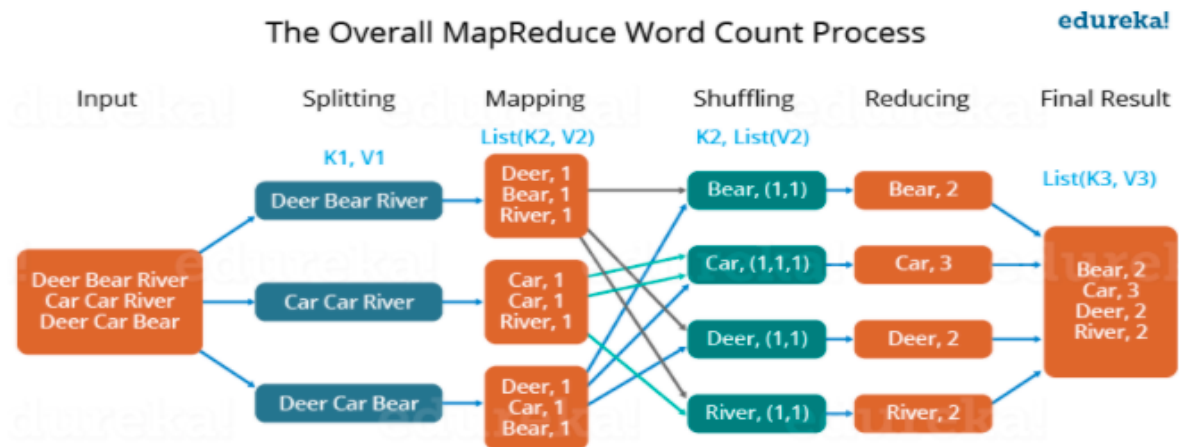 The Overall MapReduce Word Count Process
edureka!
Input
Splitting
Mapping
Shuffling
Reducing
Final Result
K1, V1
List(K2, V2)
K2, List(V2)
List(K3, V3)
Deer Bear River
Car Car River
Deer Car Bear
Deer Bear River
Car Car River
Deer Car Bear
Deer, 1
Bear, 1
River, 1
Car, 1
Car, 1
River, 1
Deer, 1
Car, 1
Bear, 1
Bear, (1,1)
Car, (1,1,1)
Deer, (1,1)
River, (1,1)
Bear, 2
Car, 3
Deer, 2
River, 2
Bear, 2
Car, 3
Deer, 2
River, 2